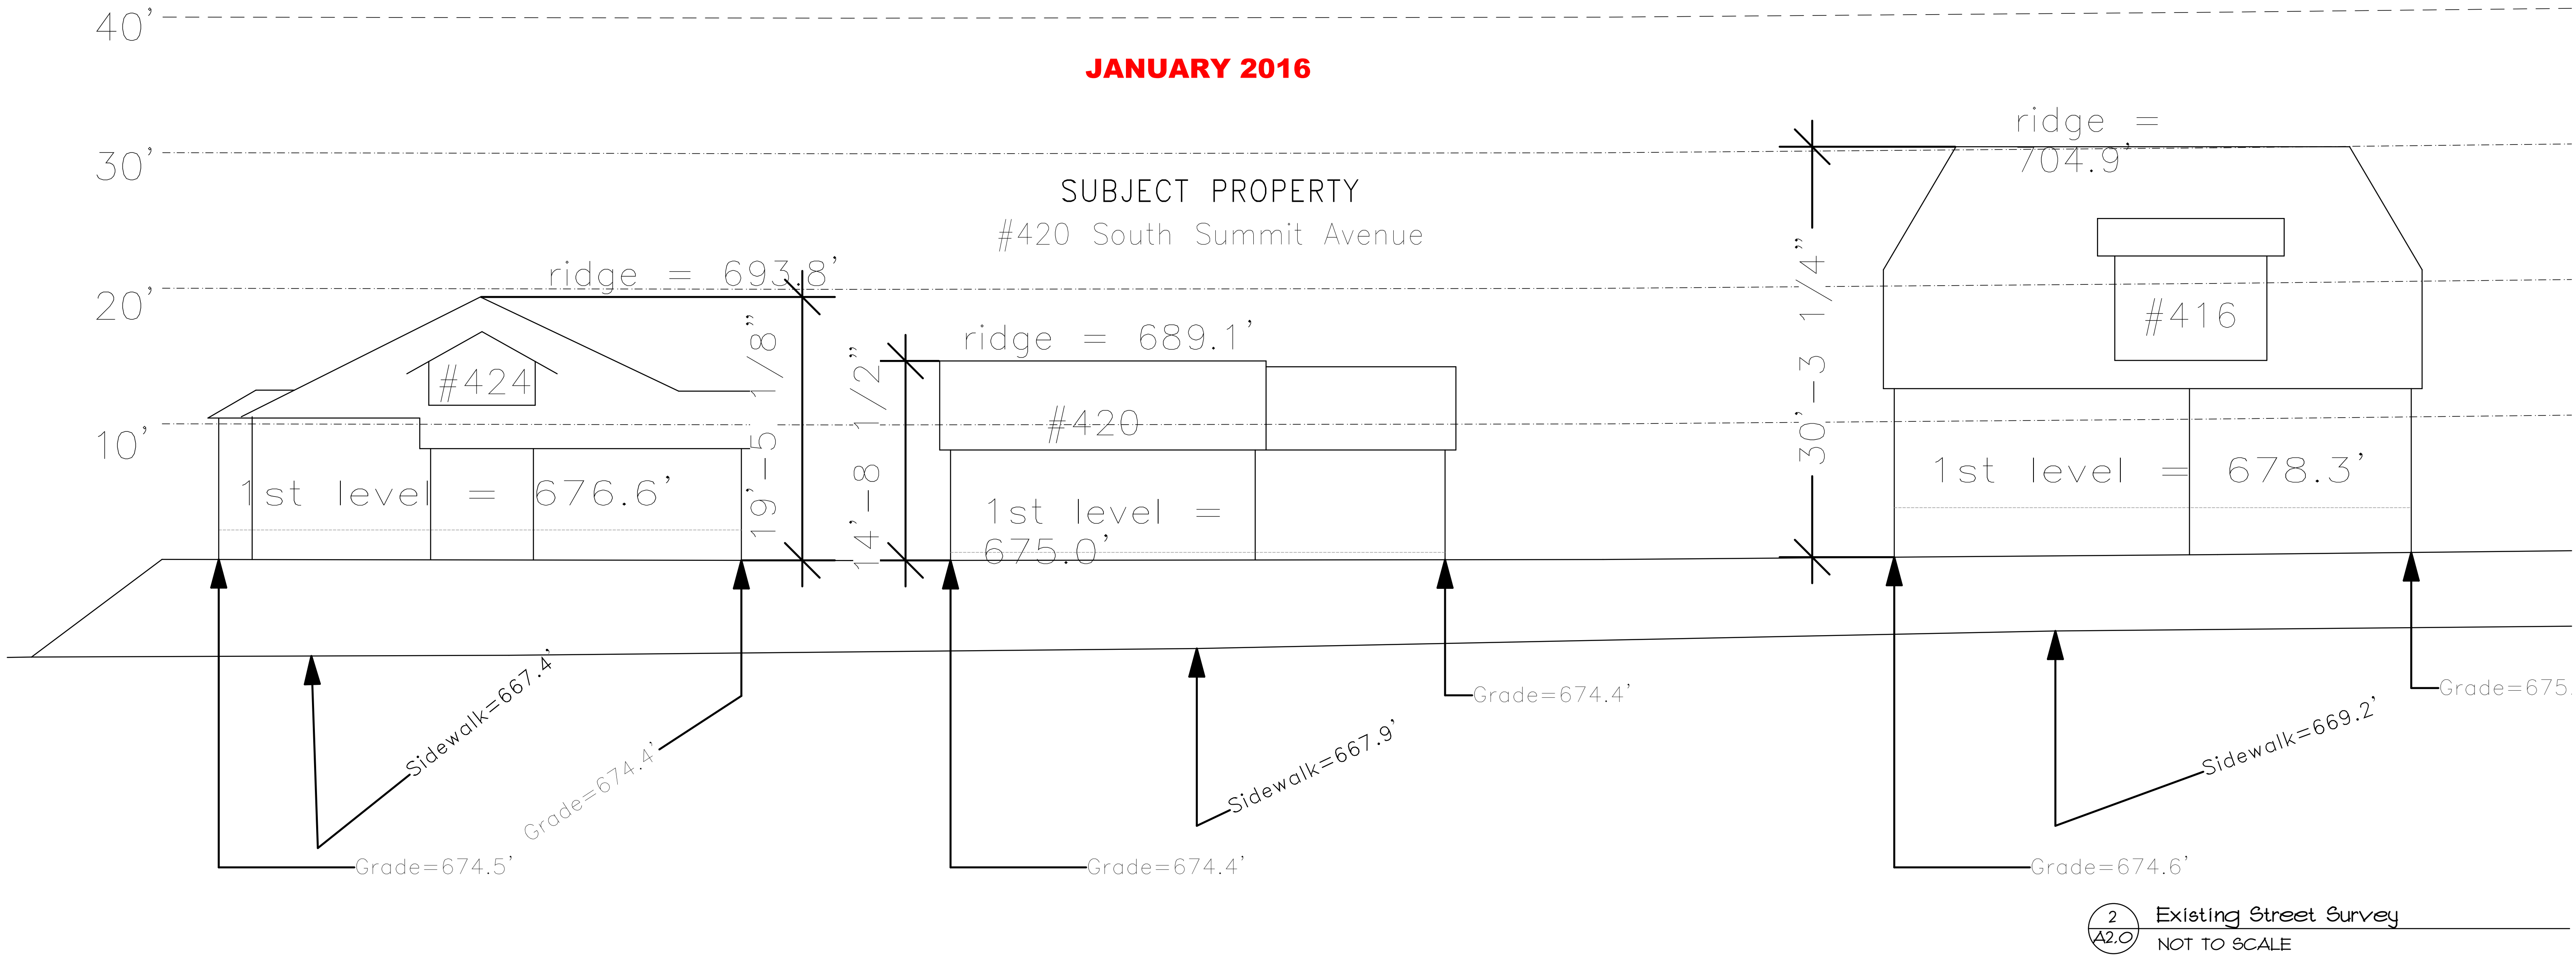 40'
JANUARY 2016
30'
ridge =
704.9'
SUBJECT PROPERTY
#420 South Summit Avenue
20'
ridge = 693.8'
ridge = 689.1'
30'-3 1/4"
#416
19'-5 1/8"
14'-8 1/2"
#424
#420
10'
1st level = 676.6'
1st level =
675.0'
1st level = 678.3'
Sidewalk=667.4'
Grade=674.4'
Grade=674.4'
Grade=675.
Sidewalk=667.9'
Sidewalk=669.2'
Grade=674.5'
Grade=674.4'
Grade=674.6'
2
A2.0
Existing Street Survey
NOT TO SCALE